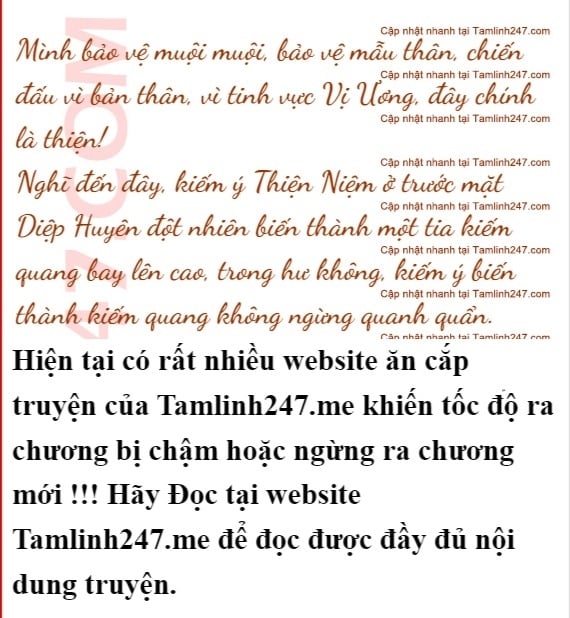 Cập nhật nhanh tại Tamlinh247.com
Mình bảo vệ muội muội, bảo vệ mẫu thân, chiến
Cập nhật nhanh tại Tamlinh247.com
đấu vì bản thân, vì tinh vực Vị Ương, đây chính
Cập nhật nhanh tại Tamlinh247.com
là thiện!
Cập nhật nhanh tại Tamlinh247.com
Nghĩ đến đây, kiếm ý Thiện Niệm ở trước mặt
Cập nhật nhanh tại Tamlinh247.com
Diệp Huyên đột nhiên biến thành một tia kiếm
Cập nhật nhanh tại Tamlinh247.com
quang bay lên cao, trong hư không, kiếm ý biến
Cập nhật nhanh tại Tamlinh247.com
thành kiếm quang không ngừng quanh quẩn.
Cập nhật nhanh tại Tamlinh247.com
47.COM
Hiện tại có rất nhiều website ăn cắp
truyện của Tamlinh247.me khiến tốc độ ra
chương bị chậm hoặc ngừng ra chương
mới !!! Hãy Đọc tại website
Tamlinh247.me để đọc được đầy đủ nội
dung truyện.